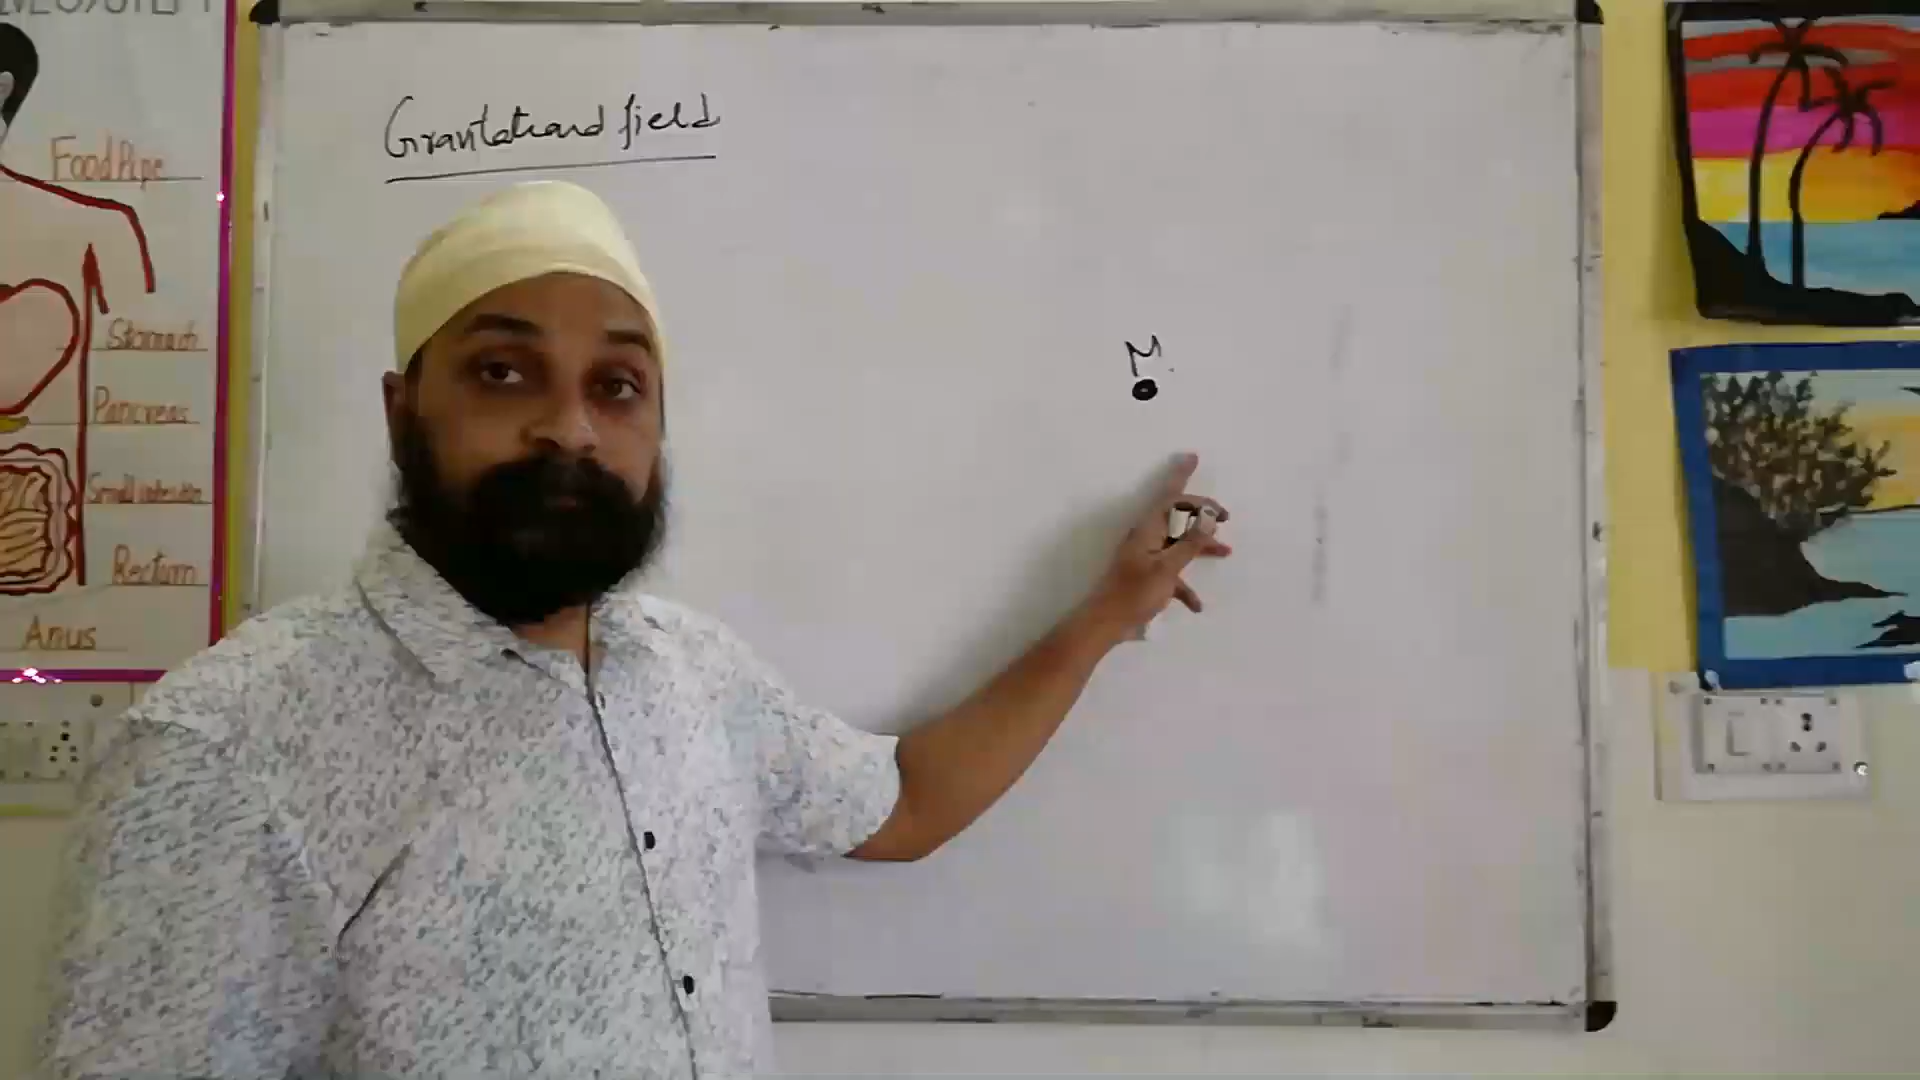 Gravitational field
M
Food Pipe
Stomach
Pancreas
Small intestine
Rectum
Anus